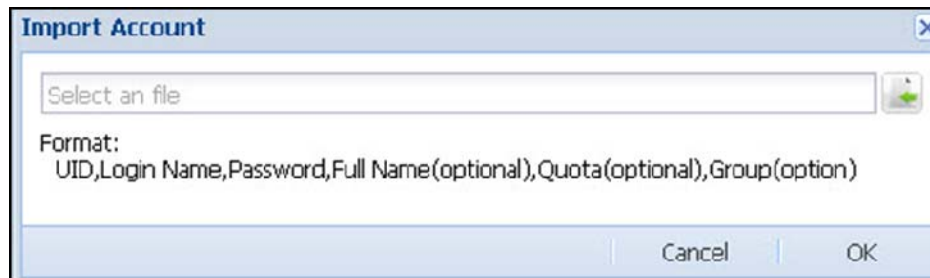 Import Account
Select an file
Format:
UID,Login Name,Password,Full Name(optional),Quota(optional),Group(option)
Cancel OK